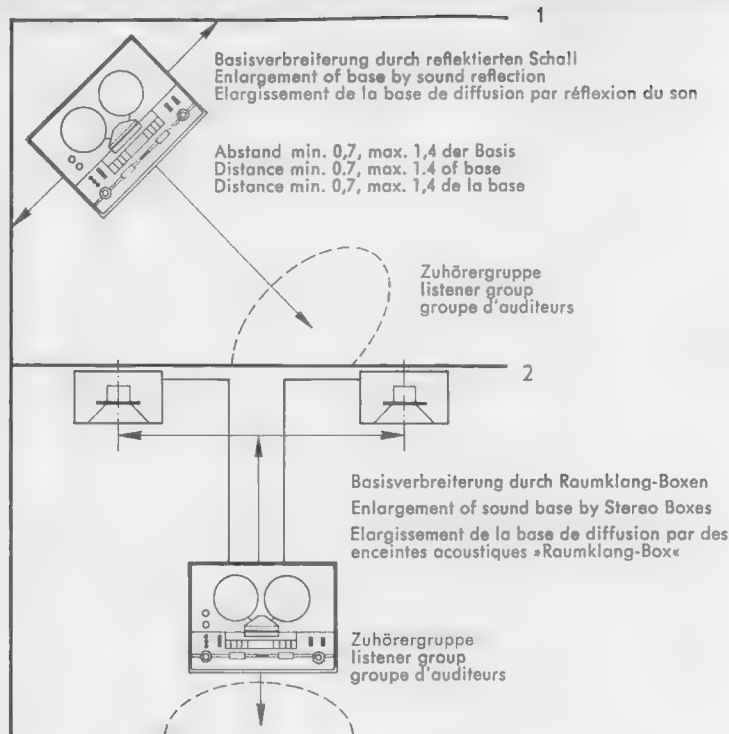 1
Basisverbreiterung durch reflektierten Schall
Enlargement of base by sound reflection
Elargissement de la base de diffusion par réflexion du son
Abstand min. 0,7, max. 1,4 der Basis
Distance min. 0.7, max. 1.4 of base
Distance min. 0,7, max. 1,4 de la base
Zuhörergruppe
listener group
groupe d'auditeurs
2
Basisverbreiterung durch Raumklang-Boxen
Enlargement of sound base by Stereo Boxes
Elargissement de la base de diffusion par des
enceintes acoustiques »Raumklang-Box«
Zuhörergruppe
listener group
groupe d'auditeurs